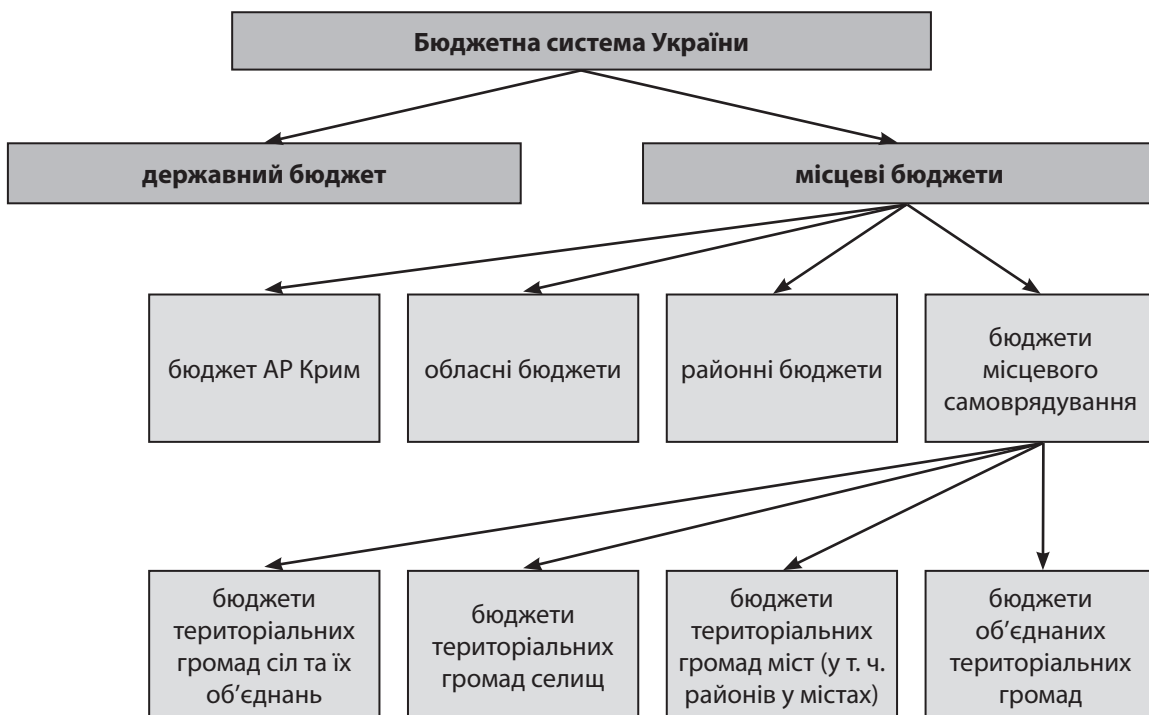 Бюджетна система України
державний бюджет
місцеві бюджети
бюджет АР Крим
обласні бюджети
районні бюджети
бюджети
місцевого
самоврядування
бюджети
територіальних
громад сіл та їх
об’єднань
бюджети
територіальних
громад селищ
бюджети
територіальних
громад міст (у т. ч.
районів у містах)
бюджети
об’єднаних
територіальних
громад